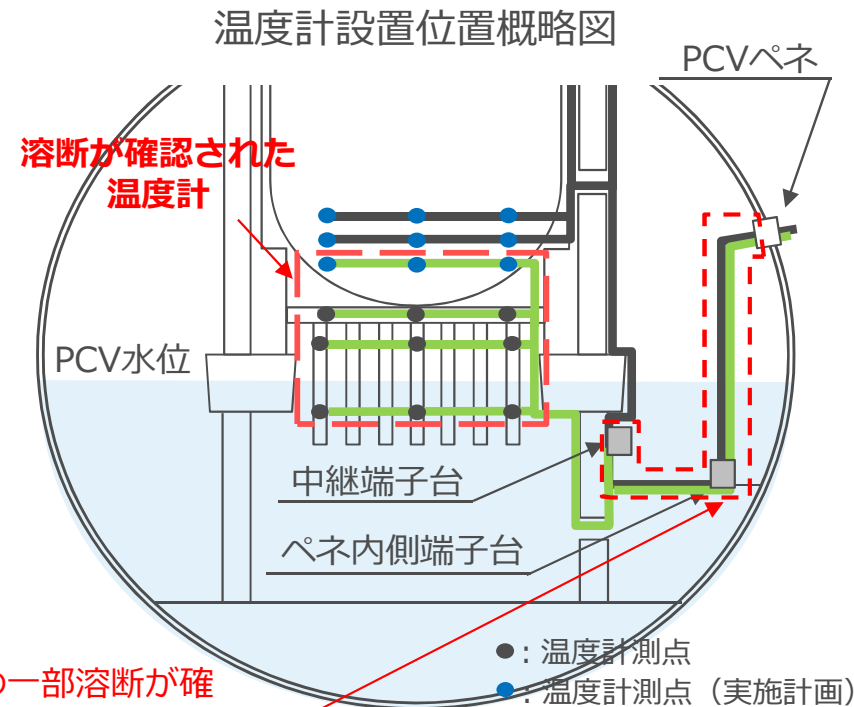 温度計設置位置概略図
PCVペネ
溶断が確認された
温度計
PCV水位
中継端子台
ペネ内側端子台
の一部溶断が確
●：温度計測点
●：温度計測点（実施計画）